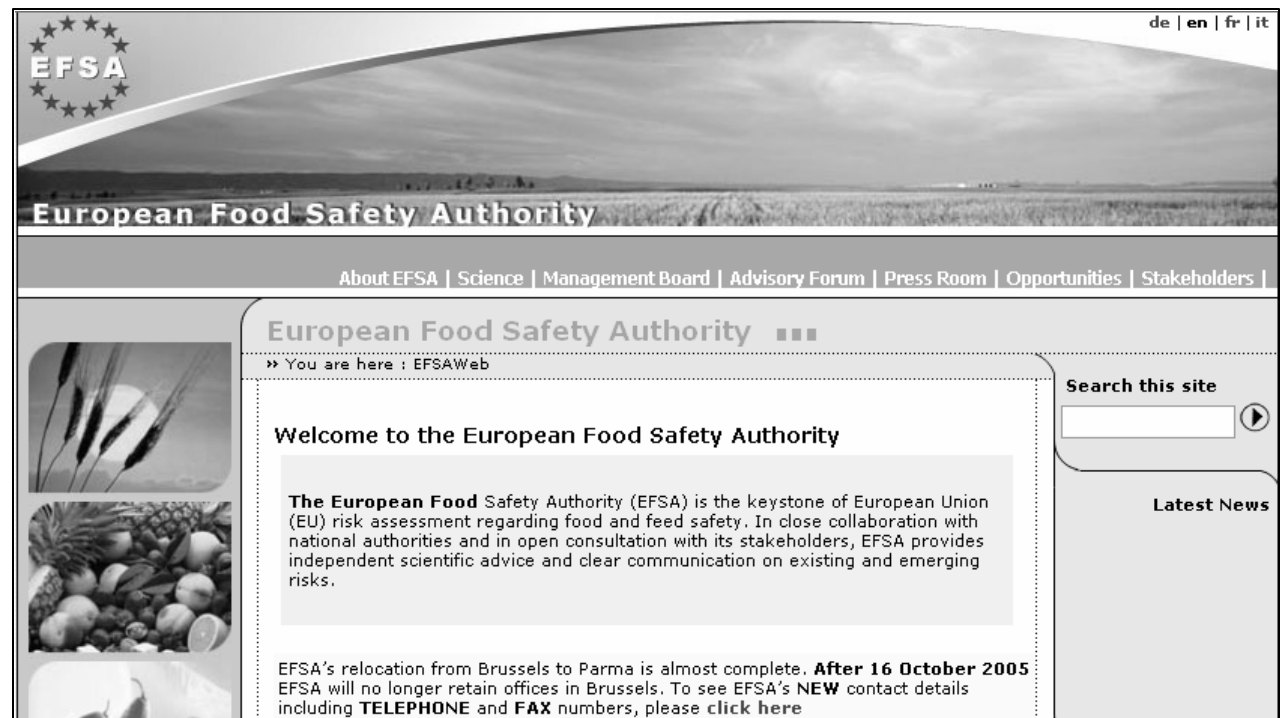 de | en | fr | it
EFSA
European Food Safety Authority
About EFSA | Science | Management Board | Advisory Forum | Press Room | Opportunities | Stakeholders |
European Food Safety Authority
›› You are here : EFSAWeb
Search this site
Welcome to the European Food Safety Authority
The European Food Safety Authority (EFSA) is the keystone of European Union
(EU) risk assessment regarding food and feed safety. In close collaboration with
national authorities and in open consultation with its stakeholders, EFSA provides
independent scientific advice and clear communication on existing and emerging
risks.
Latest News
EFSA's relocation from Brussels to Parma is almost complete. After 16 October 2005
EFSA will no longer retain offices in Brussels. To see EFSA's NEW contact details
including TELEPHONE and FAX numbers, please click here